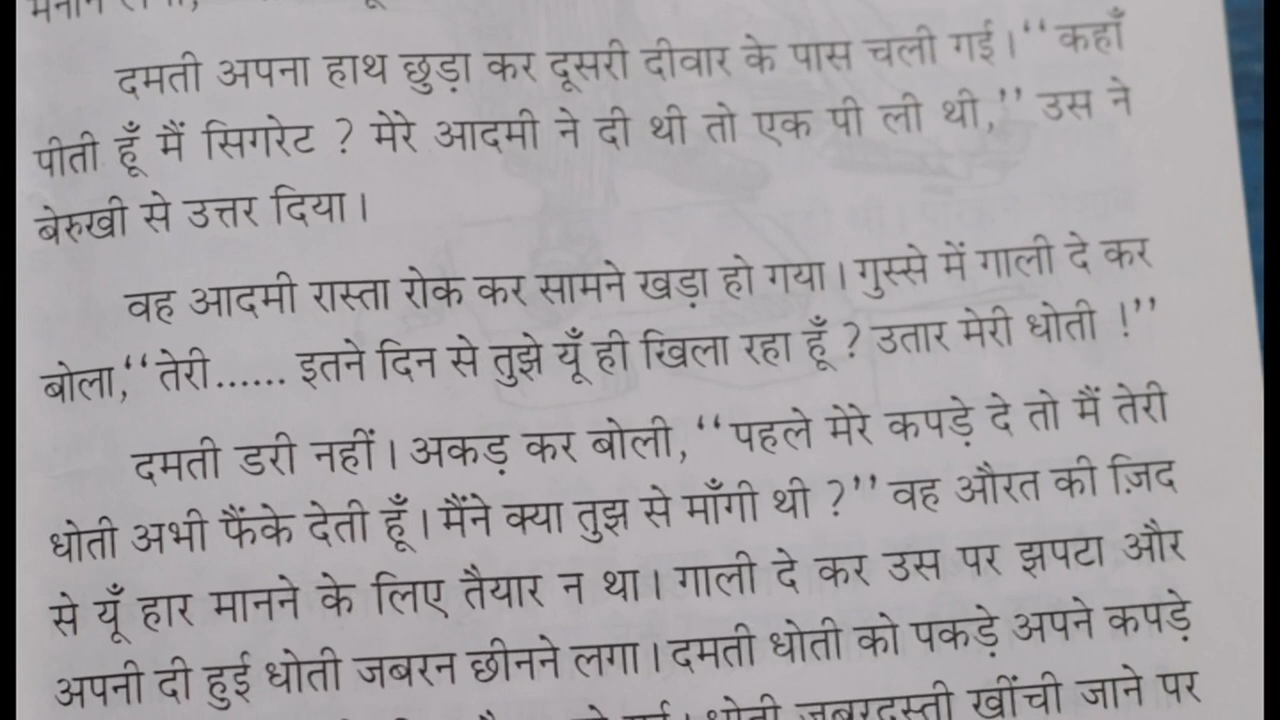 दमती अपना हाथ छुड़ा कर दूसरी दीवार के पास चली गई। “कहाँ
पीती हूँ मैं सिगरेट ? मेरे आदमी ने दी थी तो एक पी ली थी,” उस ने
बेरुखी से उत्तर दिया।
वह आदमी रास्ता रोक कर सामने खड़ा हो गया। गुस्से में गाली दे कर
बोला, “तेरी...... इतने दिन से तुझे यूँ ही खिला रहा हूँ ? उतार मेरी धोती !”
दमती डरी नहीं। अकड़ कर बोली, “पहले मेरे कपड़े दे तो मैं तेरी
धोती अभी फैंके देती हूँ। मैंने क्या तुझ से माँगी थी ?” वह औरत की ज़िद
से यूँ हार मानने के लिए तैयार न था। गाली दे कर उस पर झपटा और
अपनी दी हुई धोती जबरन छीनने लगा। दमती धोती को पकड़े अपने कपड़े
धोती जबरदस्ती खींची जाने पर